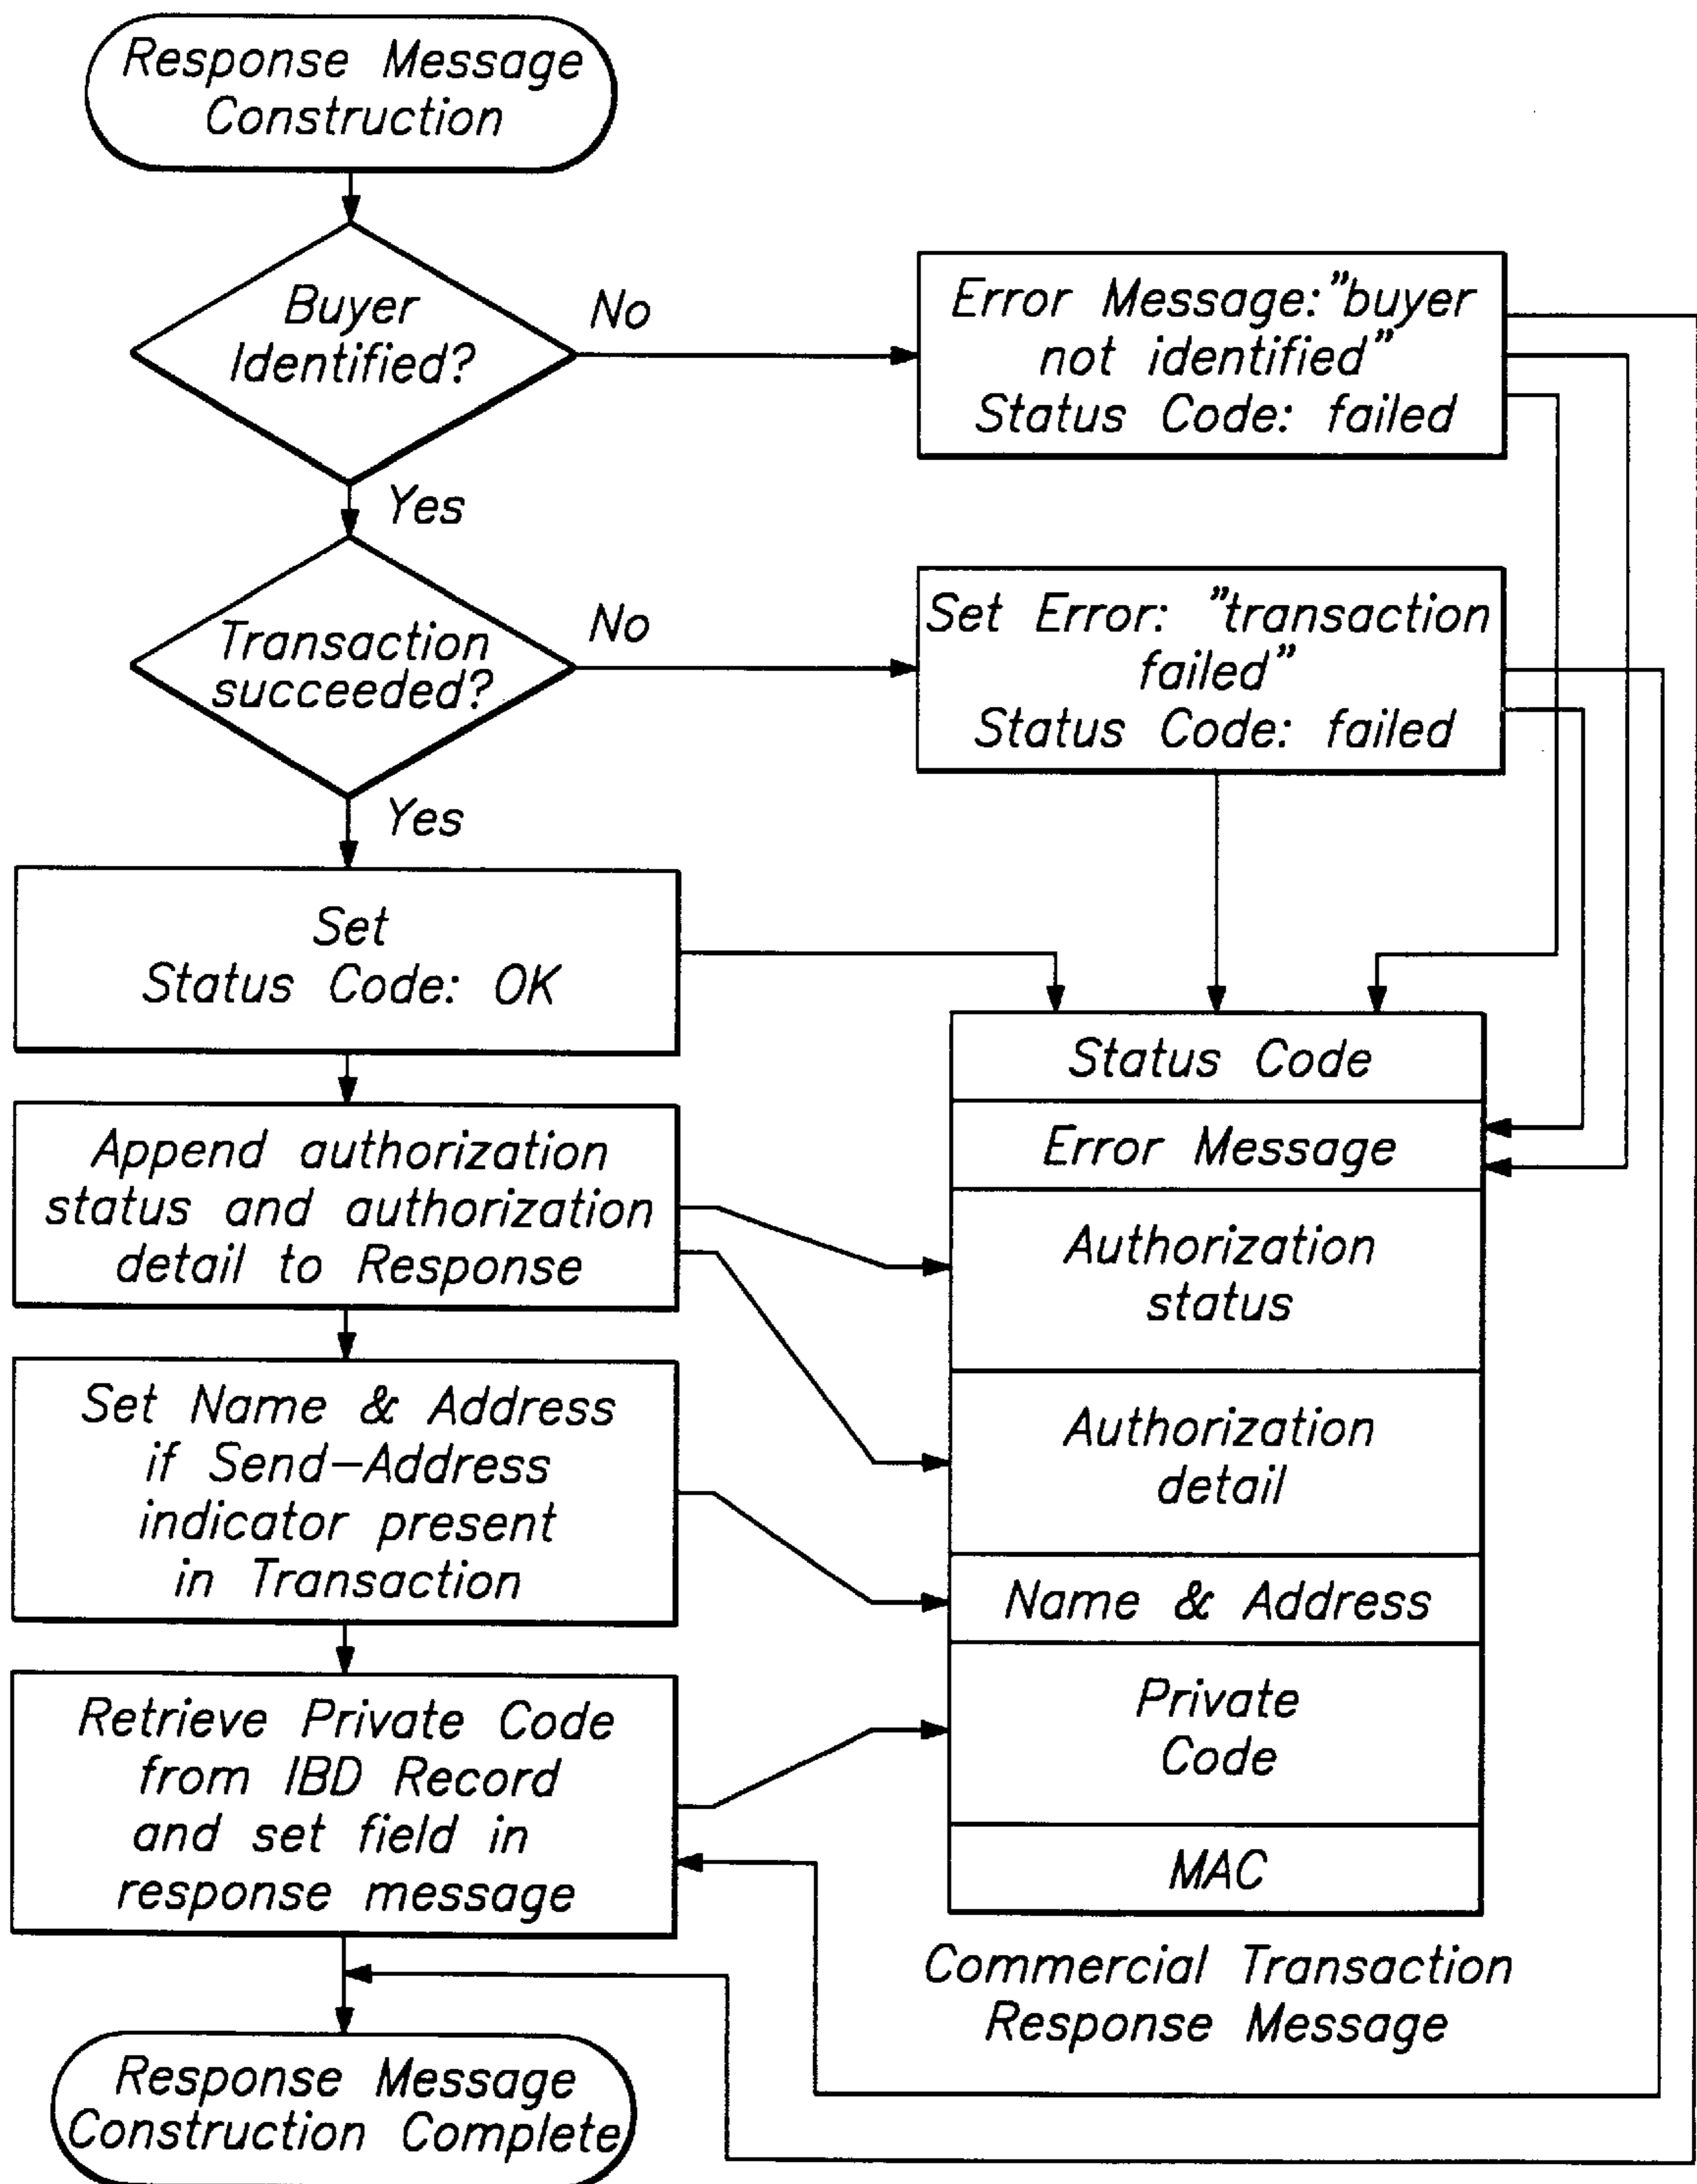 Response Message
Construction
Buyer
Identified?
No
Error Message:"buyer
not identified"
Status Code: failed
Yes
Transaction
succeeded?
No
Set Error: "transaction
failed"
Status Code: failed
Yes
Set
Status Code: OK
Append authorization
status and authorization
detail to Response
Set Name & Address
if Send-Address
indicator present
in Transaction
Retrieve Private Code
from IBD Record
and set field in
response message
Response Message
Construction Complete
Status Code
Error Message
Authorization
status
Authorization
detail
Name & Address
Private
Code
MAC
Commercial Transaction
Response Message